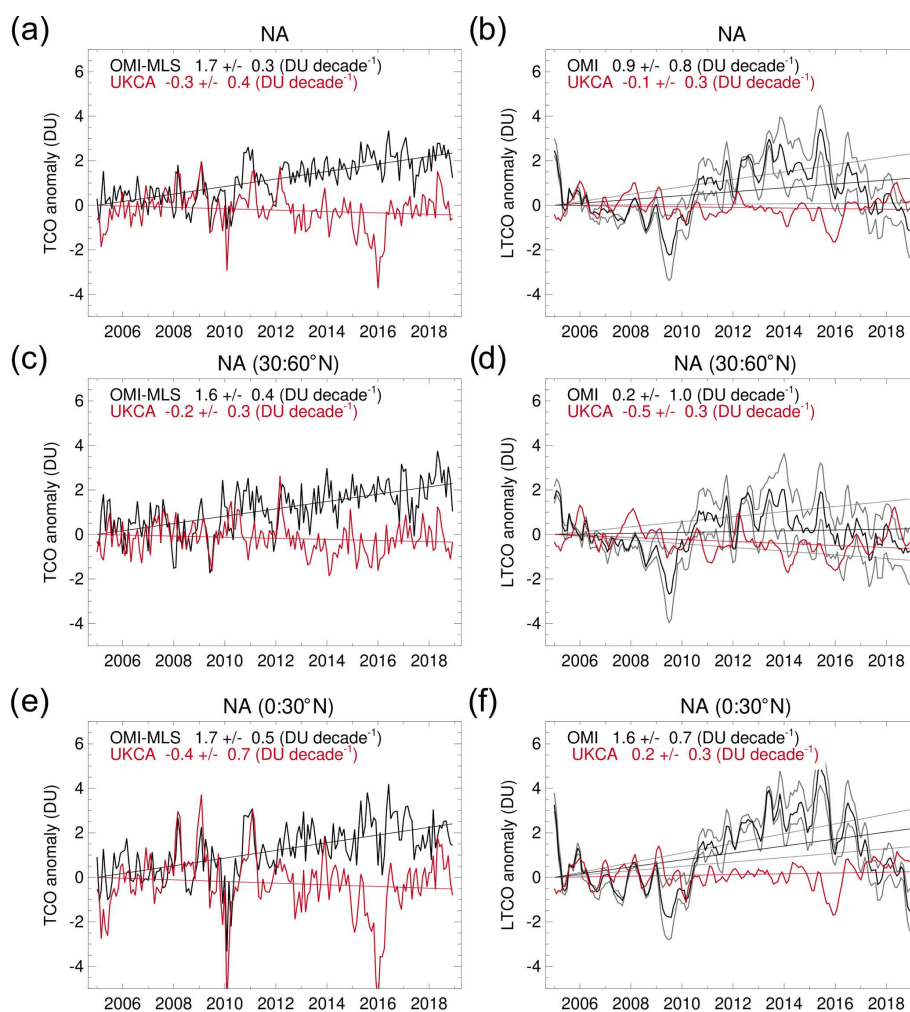 (a)
NA
OMI-MLS 1.7 +/- 0.3 (DU decade⁻¹)
UKCA -0.3 +/- 0.4 (DU decade⁻¹)
TCO anomaly (DU)
6
4
2
0
-2
-4
2006 2008 2010 2012 2014 2016 2018
(b)
NA
OMI 0.9 +/- 0.8 (DU decade⁻¹)
UKCA -0.1 +/- 0.3 (DU decade⁻¹)
LTCO anomaly (DU)
6
4
2
0
-2
-4
2006 2008 2010 2012 2014 2016 2018
(c)
NA (30:60°N)
OMI-MLS 1.6 +/- 0.4 (DU decade⁻¹)
UKCA -0.2 +/- 0.3 (DU decade⁻¹)
TCO anomaly (DU)
6
4
2
0
-2
-4
2006 2008 2010 2012 2014 2016 2018
(d)
NA (30:60°N)
OMI 0.2 +/- 1.0 (DU decade⁻¹)
UKCA -0.5 +/- 0.3 (DU decade⁻¹)
LTCO anomaly (DU)
6
4
2
0
-2
-4
2006 2008 2010 2012 2014 2016 2018
(e)
NA (0:30°N)
OMI-MLS 1.7 +/- 0.5 (DU decade⁻¹)
UKCA -0.4 +/- 0.7 (DU decade⁻¹)
TCO anomaly (DU)
6
4
2
0
-2
-4
2006 2008 2010 2012 2014 2016 2018
(f)
NA (0:30°N)
OMI 1.6 +/- 0.7 (DU decade⁻¹)
UKCA 0.2 +/- 0.3 (DU decade⁻¹)
LTCO anomaly (DU)
6
4
2
0
-2
-4
2006 2008 2010 2012 2014 2016 2018